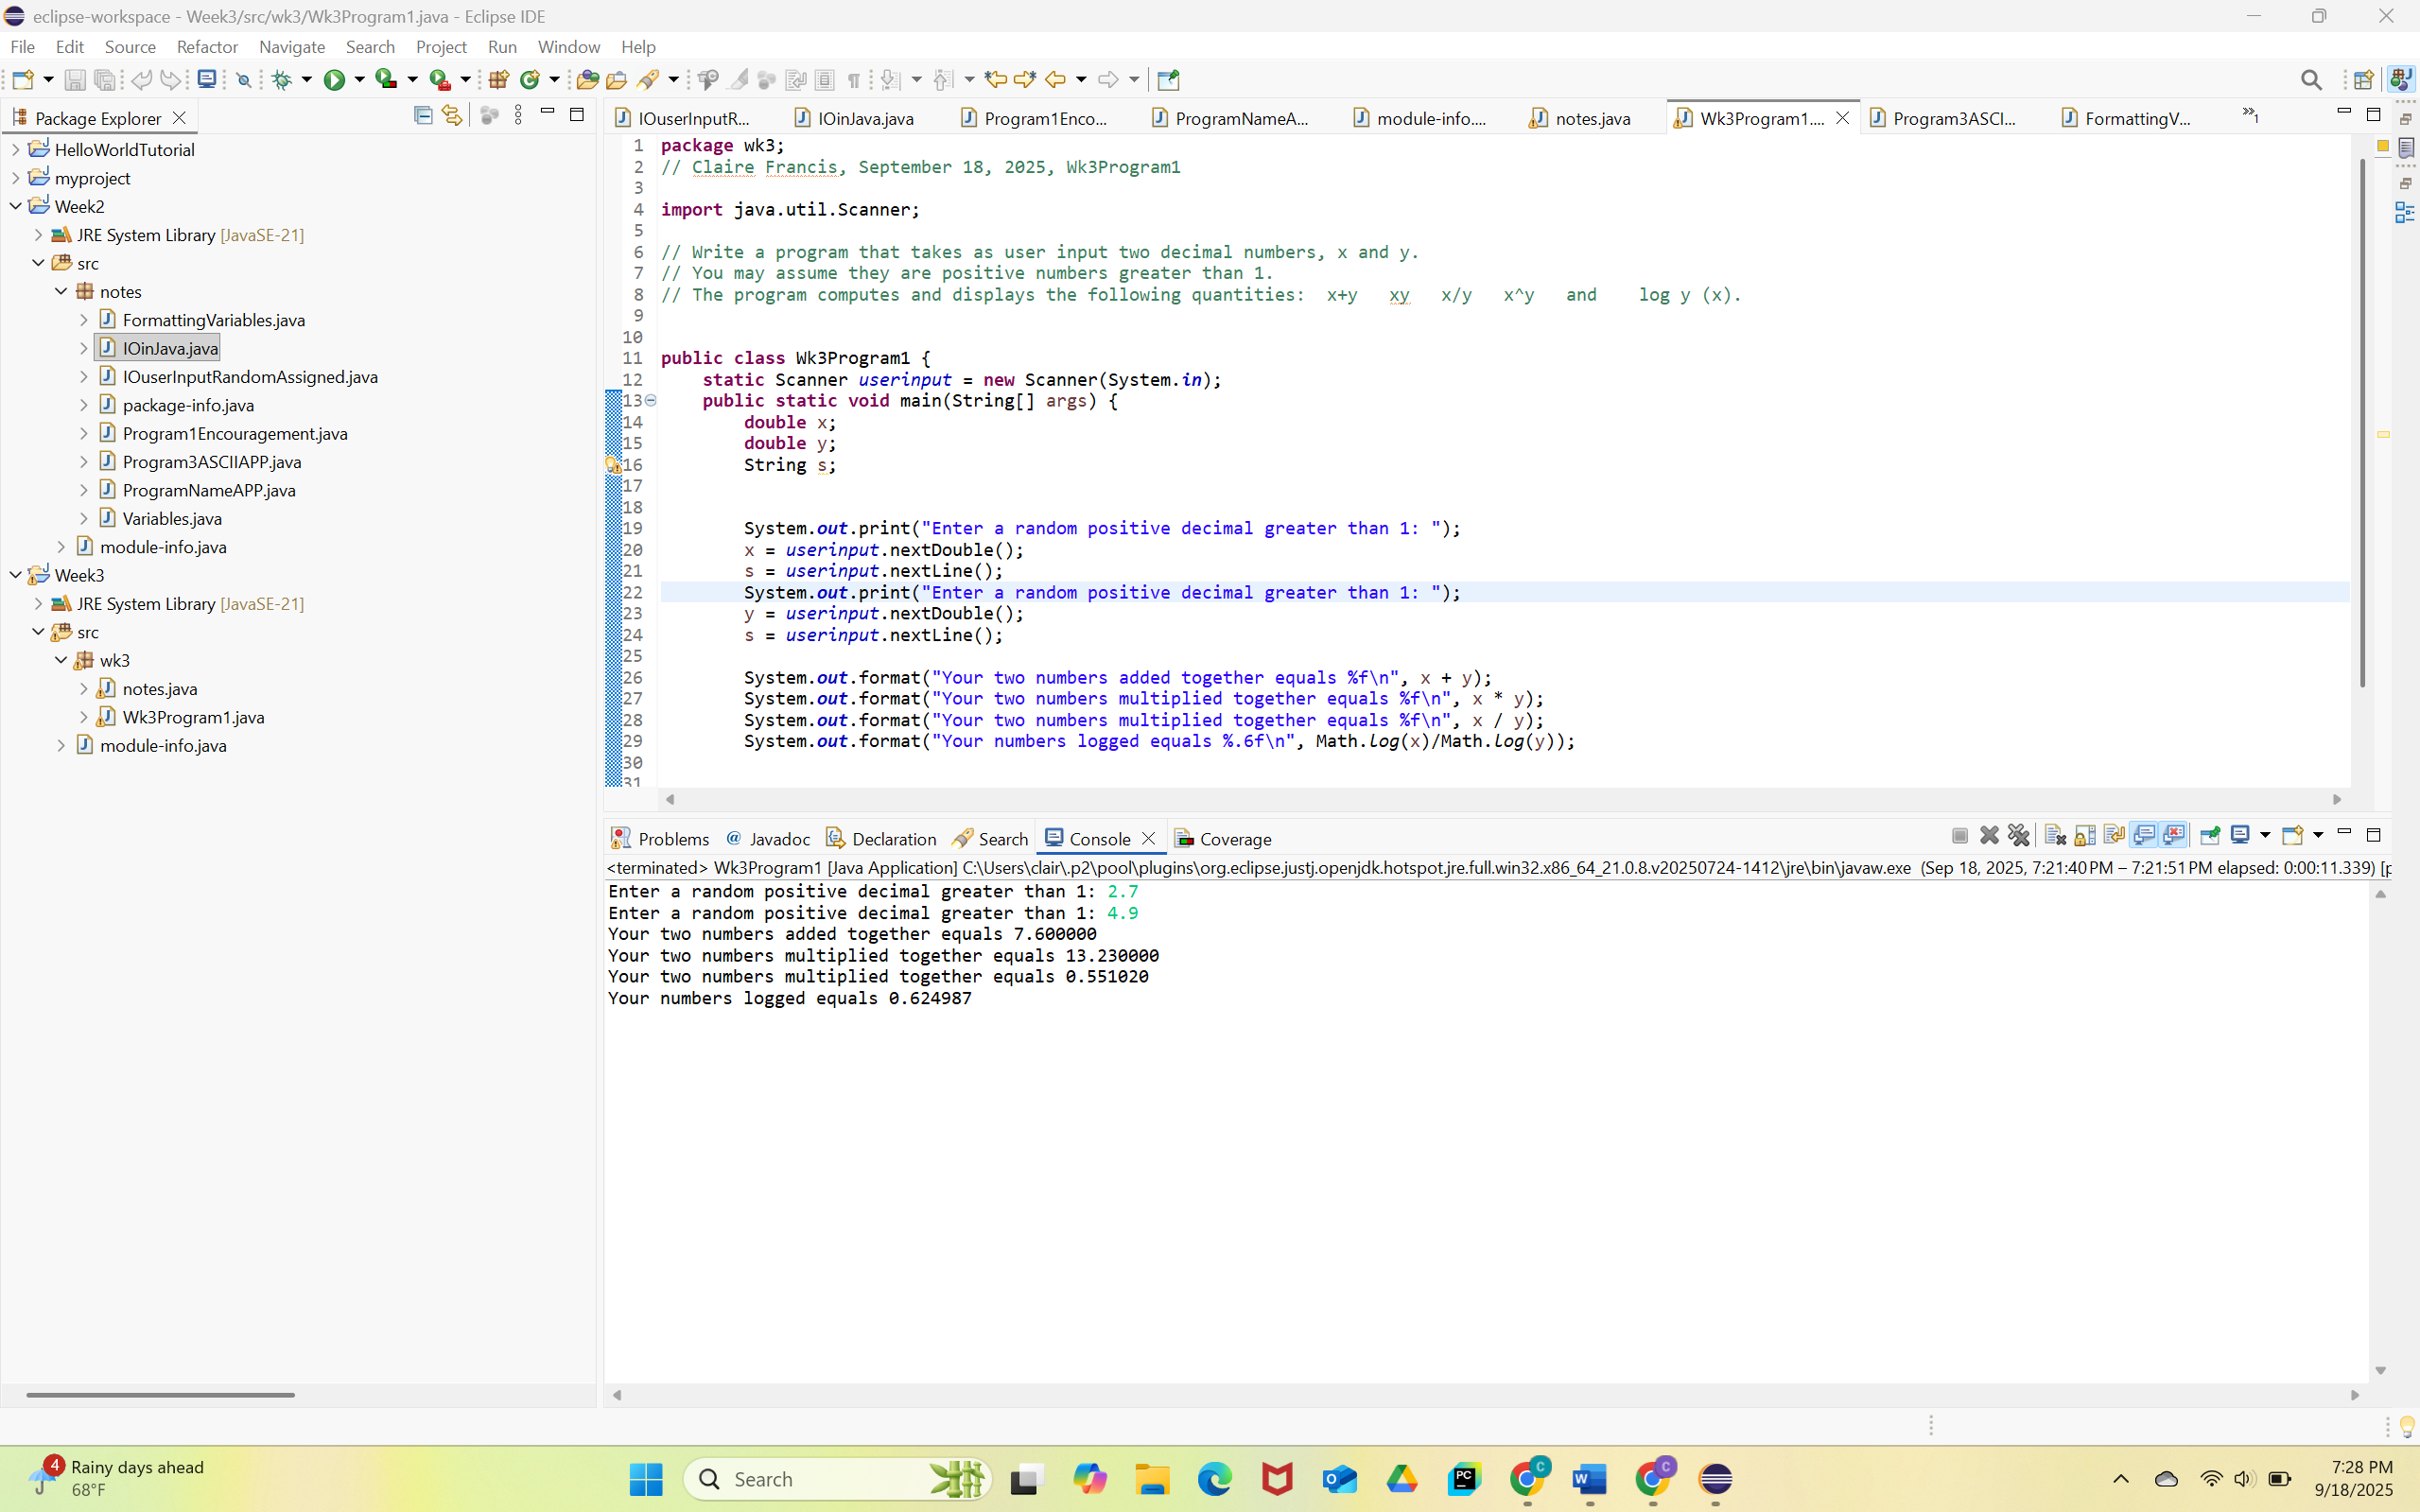 eclipse-workspace - Week3/src/wk3/Wk3Program1.java - Eclipse IDE
File Edit Source Refactor Navigate Search Project Run Window Help
Package Explorer
HelloWorldTutorial
myproject
Week2
JRE System Library [JavaSE-21]
src
notes
FormattingVariables.java
IOinJava.java
IOuserInputRandomAssigned.java
package-info.java
Program1Encouragement.java
Program3ASCIIAPP.java
ProgramNameAPP.java
Variables.java
module-info.java
Week3
JRE System Library [JavaSE-21]
src
wk3
notes.java
Wk3Program1.java
module-info.java
IOuserInputR... IOinJava.java Program1Enco... ProgramNameA... module-info.... notes.java Wk3Program1.... Program3ASCI... FormattingV... »1
1 package wk3;
2 // Claire Francis, September 18, 2025, Wk3Program1
3
4 import java.util.Scanner;
5
6 // Write a program that takes as user input two decimal numbers, x and y.
7 // You may assume they are positive numbers greater than 1.
8 // The program computes and displays the following quantities:  x+y   xy   x/y   x^y   and    log y (x).
9
10
11 public class Wk3Program1 {
12     static Scanner userinput = new Scanner(System.in);
13     public static void main(String[] args) {
14         double x;
15         double y;
16         String s;
17
18
19         System.out.print("Enter a random positive decimal greater than 1: ");
20         x = userinput.nextDouble();
21         s = userinput.nextLine();
22         System.out.print("Enter a random positive decimal greater than 1: ");
23         y = userinput.nextDouble();
24         s = userinput.nextLine();
25
26         System.out.format("Your two numbers added together equals %f\n", x + y);
27         System.out.format("Your two numbers multiplied together equals %f\n", x * y);
28         System.out.format("Your two numbers multiplied together equals %f\n", x / y);
29         System.out.format("Your numbers logged equals %.6f\n", Math.log(x)/Math.log(y));
30
31
Problems @ Javadoc Declaration Search Console Coverage
<terminated> Wk3Program1 [Java Application] C:\Users\clair\.p2\pool\plugins\org.eclipse.justj.openjdk.hotspot.jre.full.win32.x86_64_21.0.8.v20250724-1412\jre\bin\javaw.exe (Sep 18, 2025, 7:21:40 PM – 7:21:51 PM elapsed: 0:00:11.339) [p
Enter a random positive decimal greater than 1: 2.7
Enter a random positive decimal greater than 1: 4.9
Your two numbers added together equals 7.600000
Your two numbers multiplied together equals 13.230000
Your two numbers multiplied together equals 0.551020
Your numbers logged equals 0.624987
4
Rainy days ahead
68°F
Search
PC
C
W
C
7:28 PM
9/18/2025